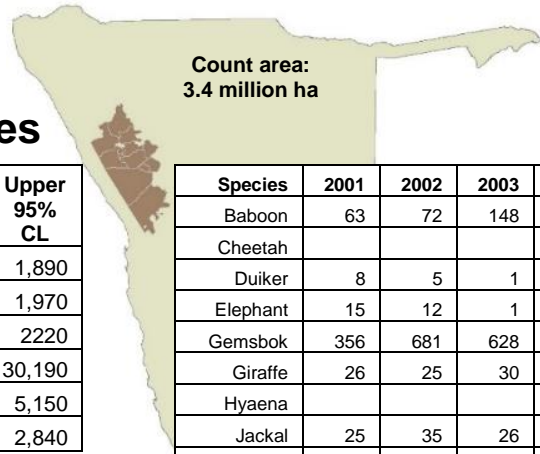 Count area:
3.4 million ha
es
Upper
95%
CL
1,890
1,970
2220
30,190
5,150
2,840
Species 2001 2002 2003
Baboon 63 72 148
Cheetah
Duiker 8 5 1
Elephant 15 12 1
Gemsbok 356 681 628
Giraffe 26 25 30
Hyaena
Jackal 25 35 26